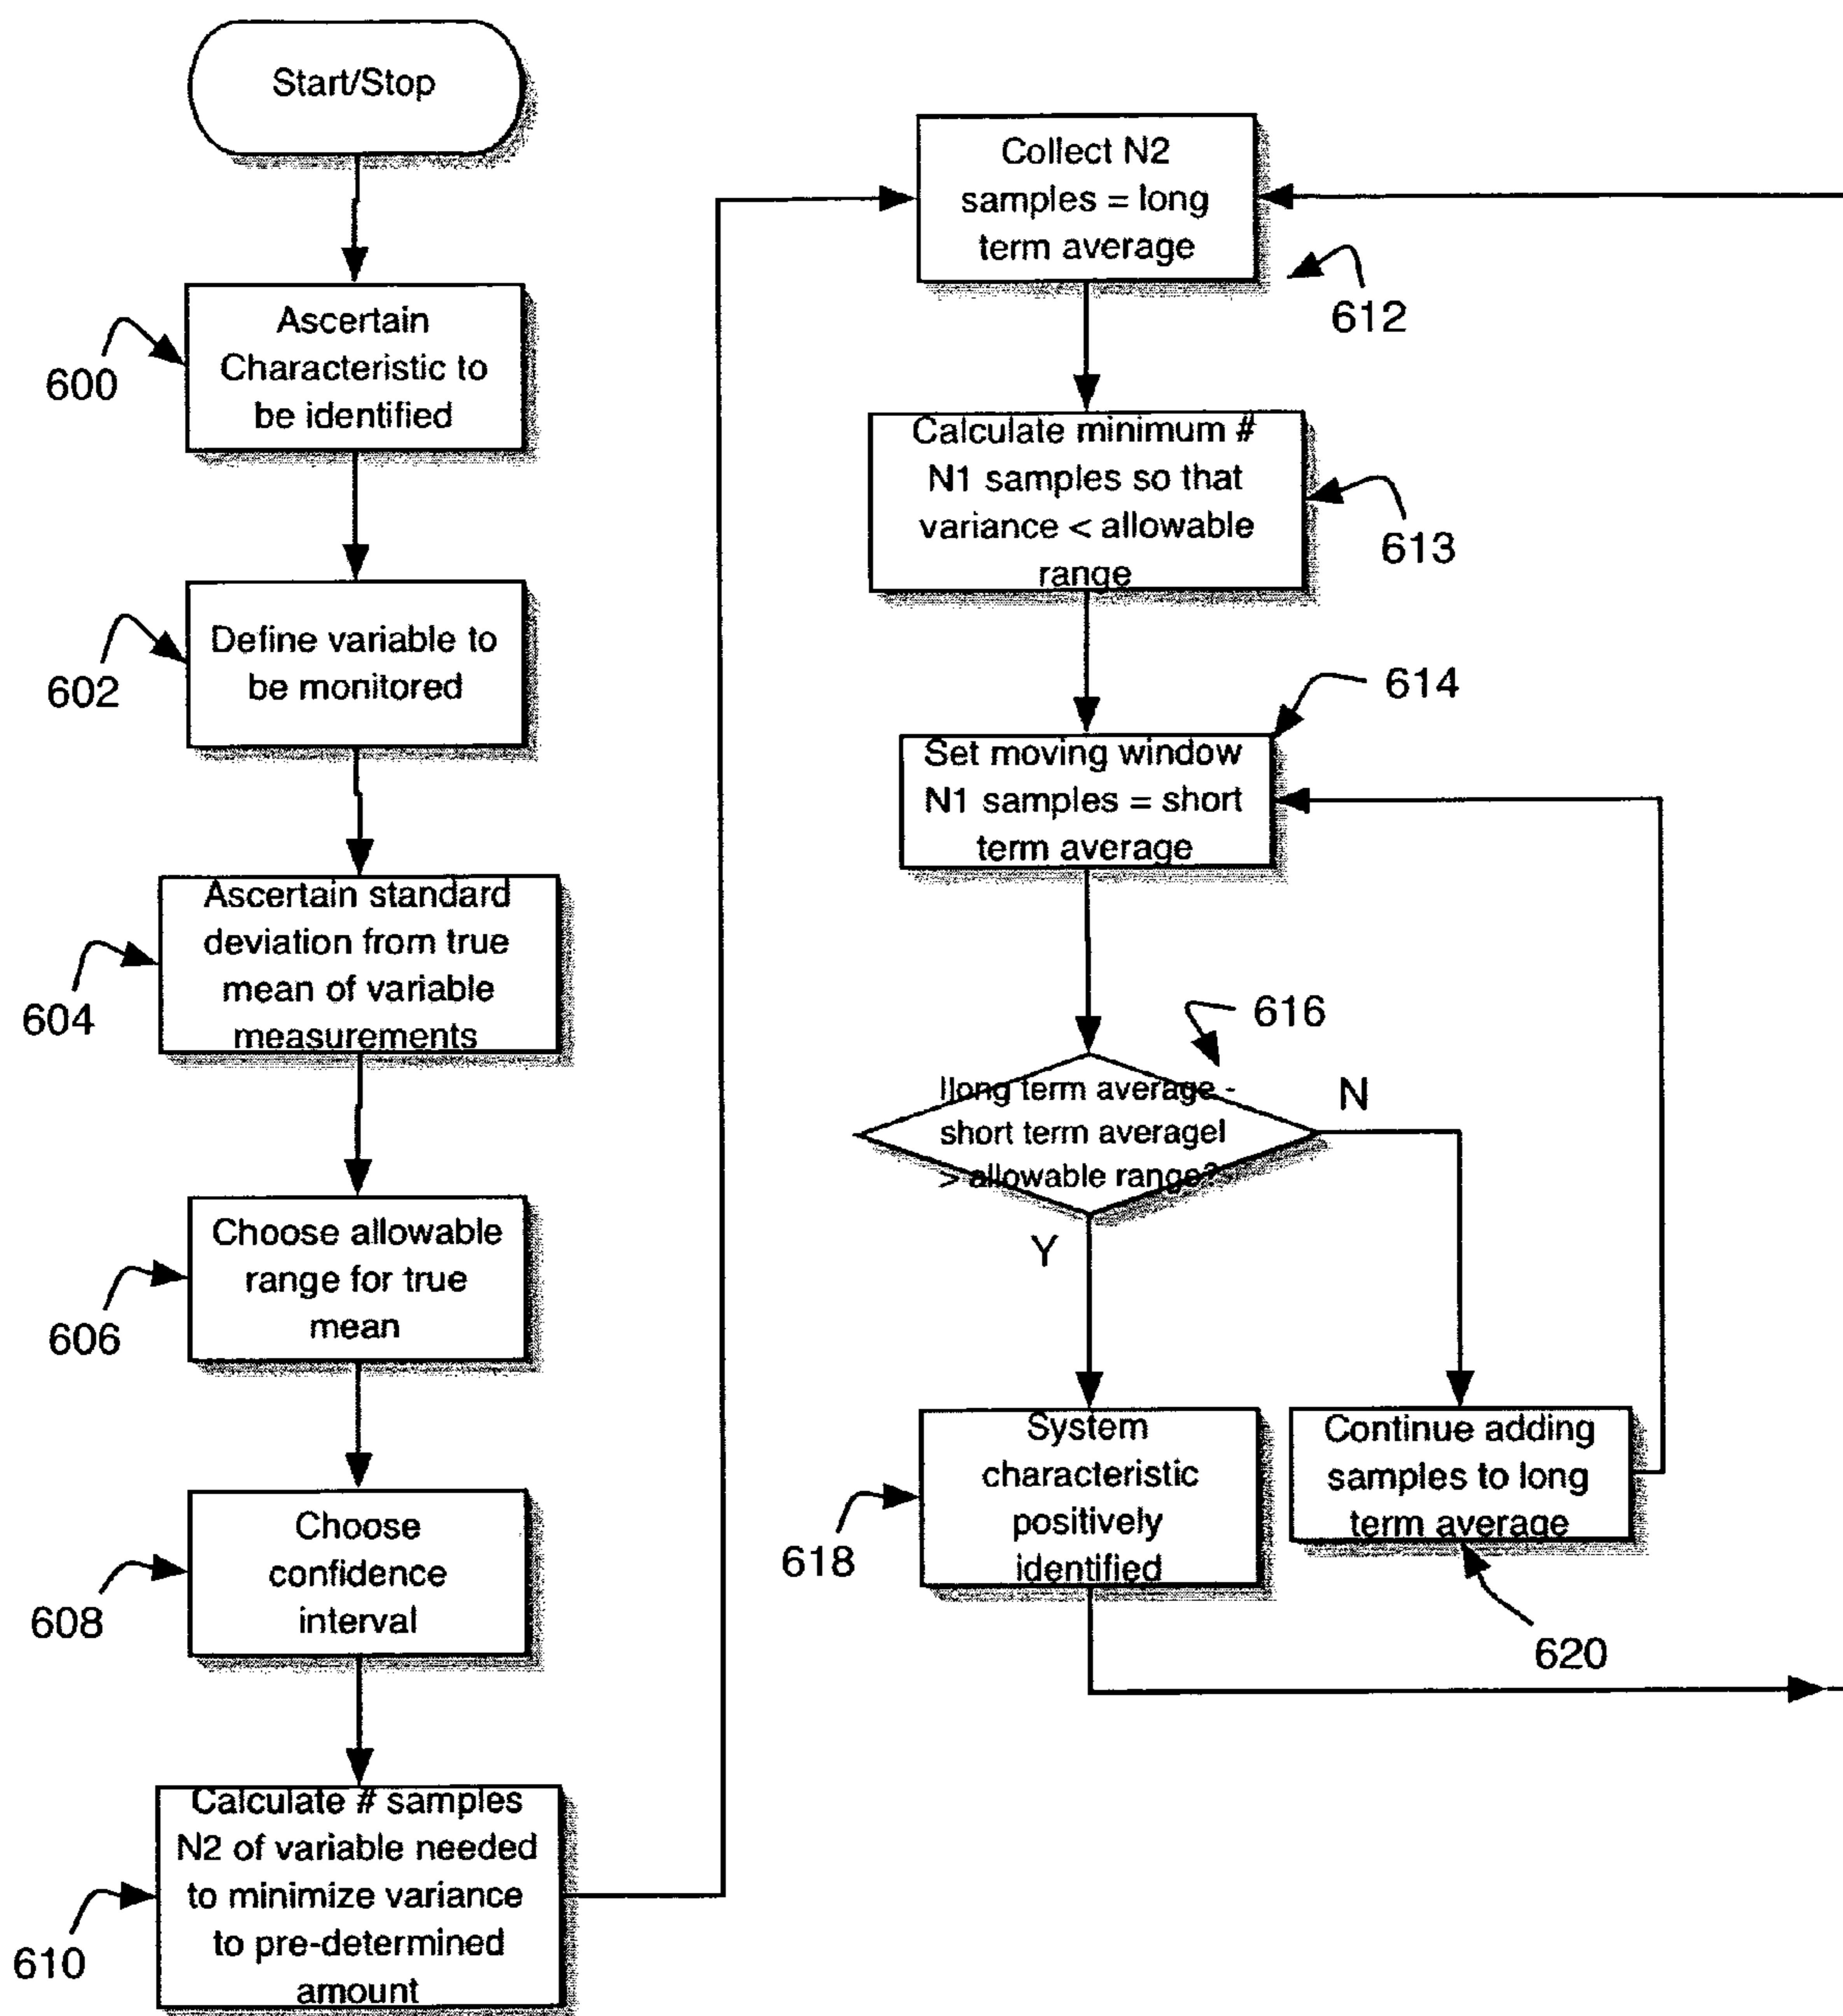 Start/Stop
Ascertain
Characteristic to
be identified
600
Define variable to
be monitored
602
Ascertain standard
deviation from true
mean of variable
measurements
604
Choose allowable
range for true
mean
606
Choose
confidence
interval
608
Calculate # samples
N2 of variable needed
to minimize variance
to pre-determined
amount
610
Collect N2
samples = long
term average
612
Calculate minimum #
N1 samples so that
variance < allowable
range
613
Set moving window
N1 samples = short
term average
614
|long term average -
short term average|
> allowable range?
616
N
Y
System
characteristic
positively
identified
618
Continue adding
samples to long
term average
620